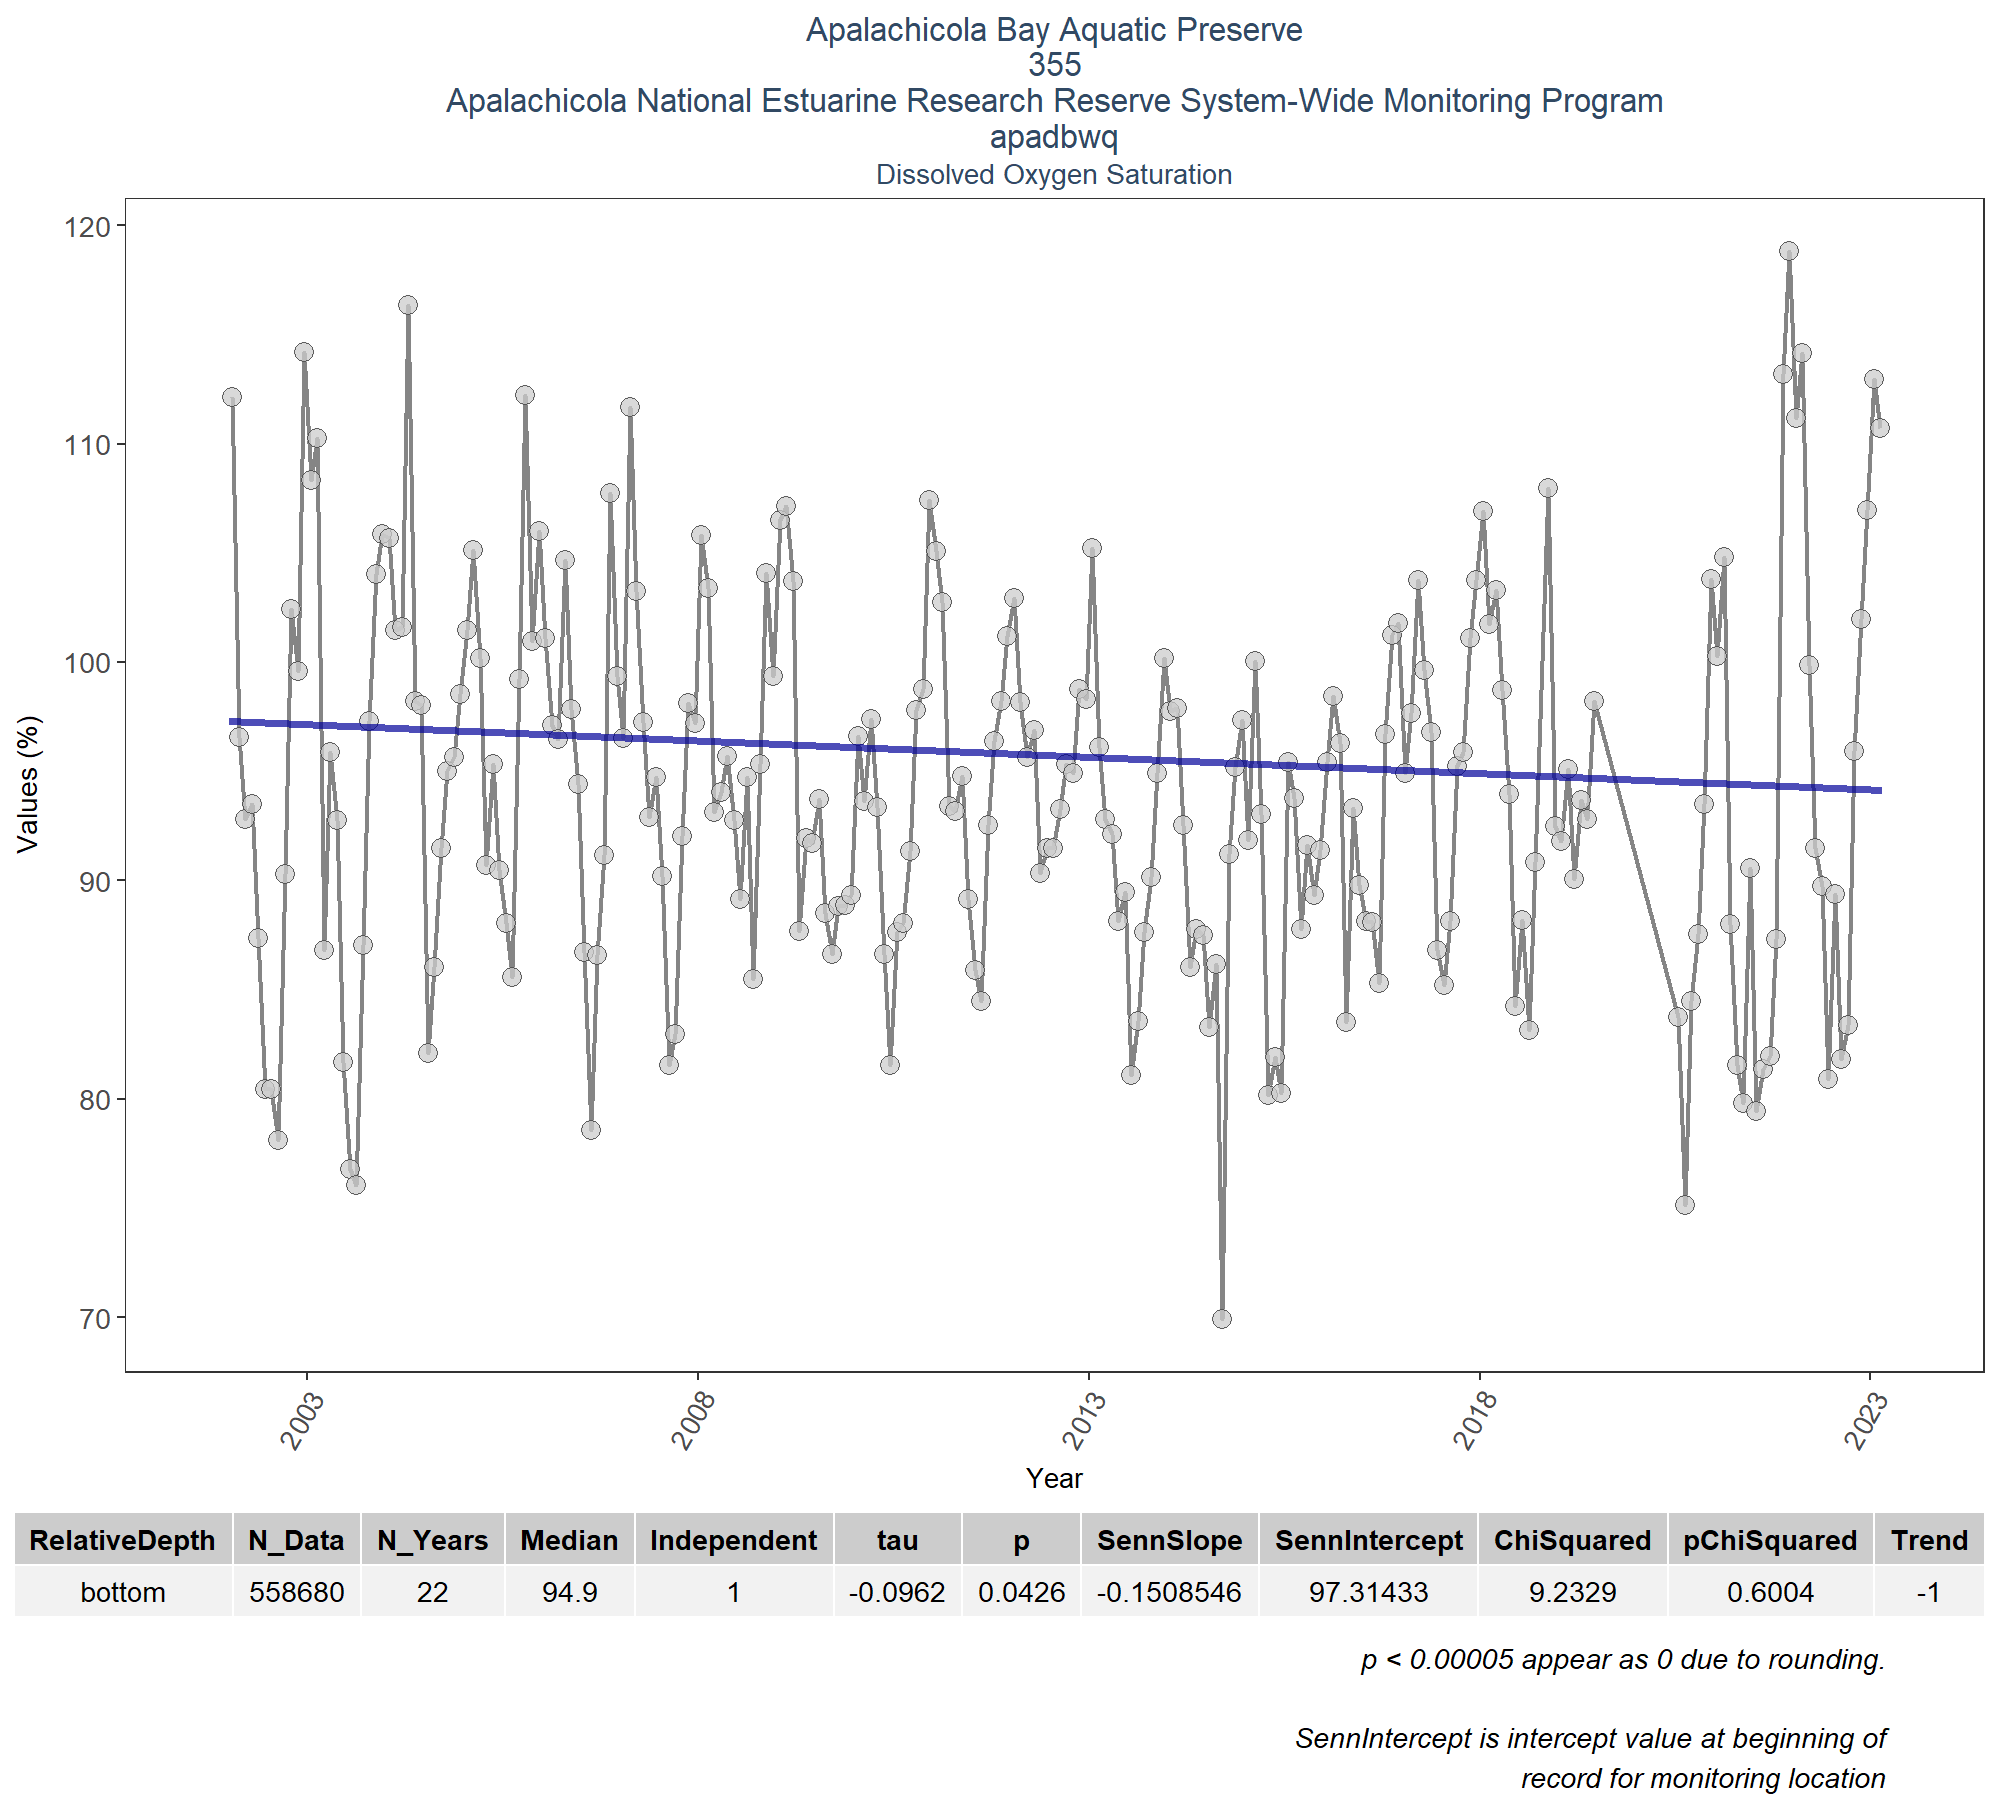 Apalachicola Bay Aquatic Preserve
355
Apalachicola National Estuarine Research Reserve System-Wide Monitoring Program
apadbwq
Dissolved Oxygen Saturation
120
110
100
90
80
70
Values (%)
2003 2008 2013 2018 2023
Year
RelativeDepth N_Data N_Years Median Independent tau p SennSlope SennIntercept ChiSquared pChiSquared Trend
bottom 558680 22 94.9 1 -0.0962 0.0426 -0.1508546 97.31433 9.2329 0.6004 -1
p < 0.00005 appear as 0 due to rounding.
SennIntercept is intercept value at beginning of
record for monitoring location